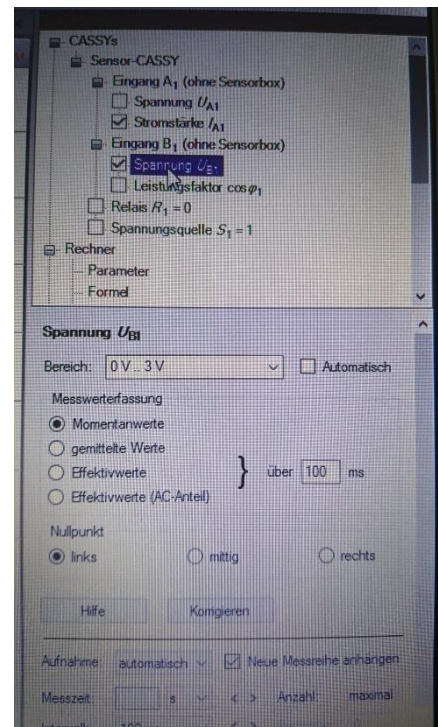 CASSYs
Sensor-CASSY
Eingang A1 (ohne Sensorbox)
Spannung UA1
Stromstärke IA1
Eingang B1 (ohne Sensorbox)
Spannung UB1
Leistungsfaktor cosφ1
Relais R1 = 0
Spannungsquelle S1 = 1
Rechner
Parameter
Formel
Spannung UB1
Bereich: 0 V .. 3 V Automatisch
Messwerterfassung
Momentanwerte
gemittelte Werte
Effektivwerte } über 100 ms
Effektivwerte (AC-Anteil)
Nullpunkt
links mittig rechts
Hilfe Korrigieren
Aufnahme: automatisch Neue Messreihe anhängen
Messzeit: s < > Anzahl: maximal
100